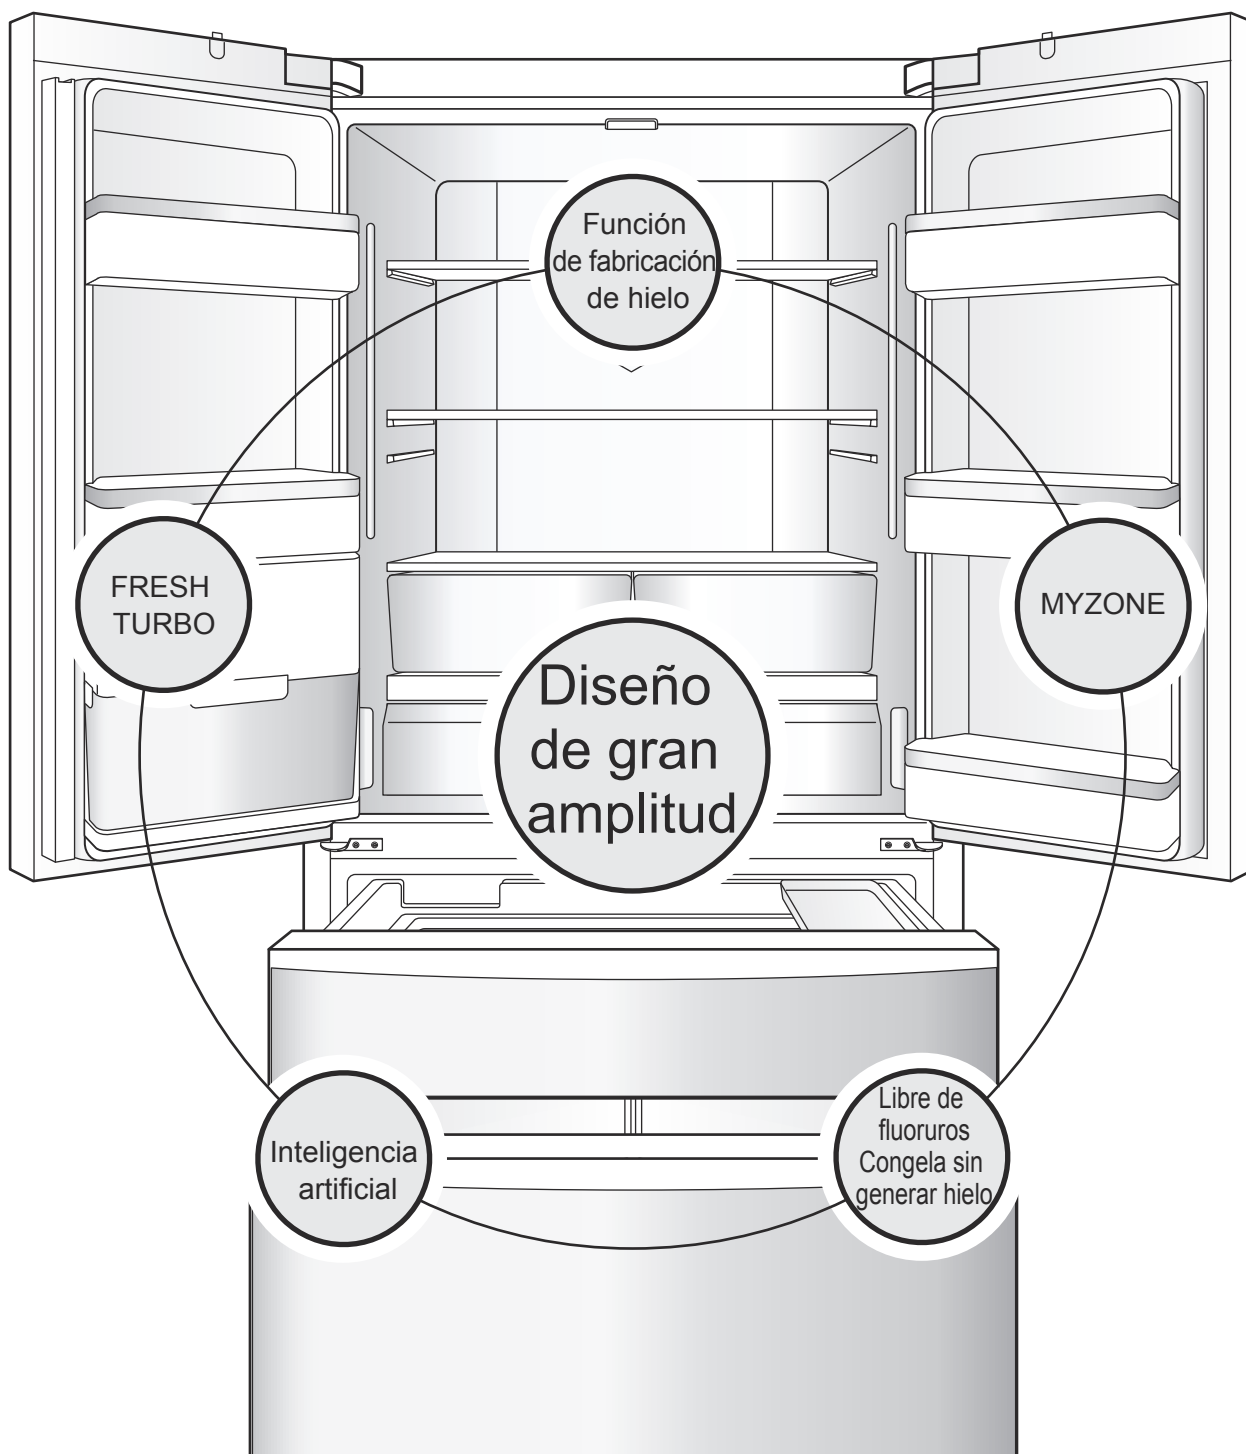 Función
de fabricación
de hielo
FRESH
TURBO
MYZONE
Diseño
de gran
amplitud
Inteligencia
artificial
Libre de
fluoruros
Congela sin
generar hielo